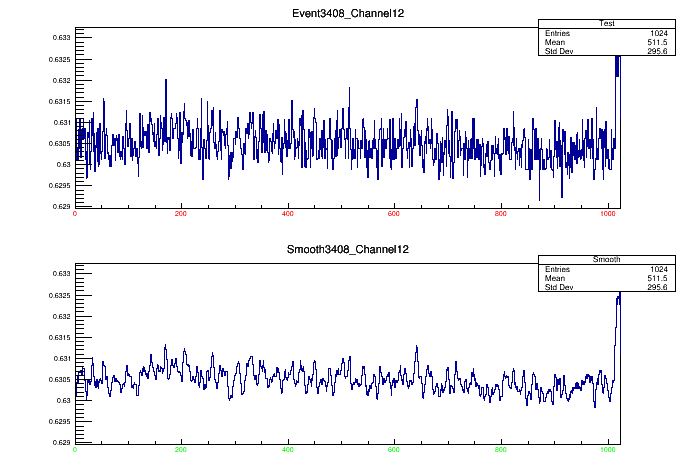 Event3408_Channel12
Test
Entries 1024
Mean 511.5
Std Dev 295.6
0.633
0.6325
0.632
0.6315
0.631
0.6305
0.63
0.6295
0.629
0 200 400 600 800 1000
Smooth3408_Channel12
Smooth
Entries 1024
Mean 511.5
Std Dev 295.6
0.633
0.6325
0.632
0.6315
0.631
0.6305
0.63
0.6295
0.629
0 200 400 600 800 1000